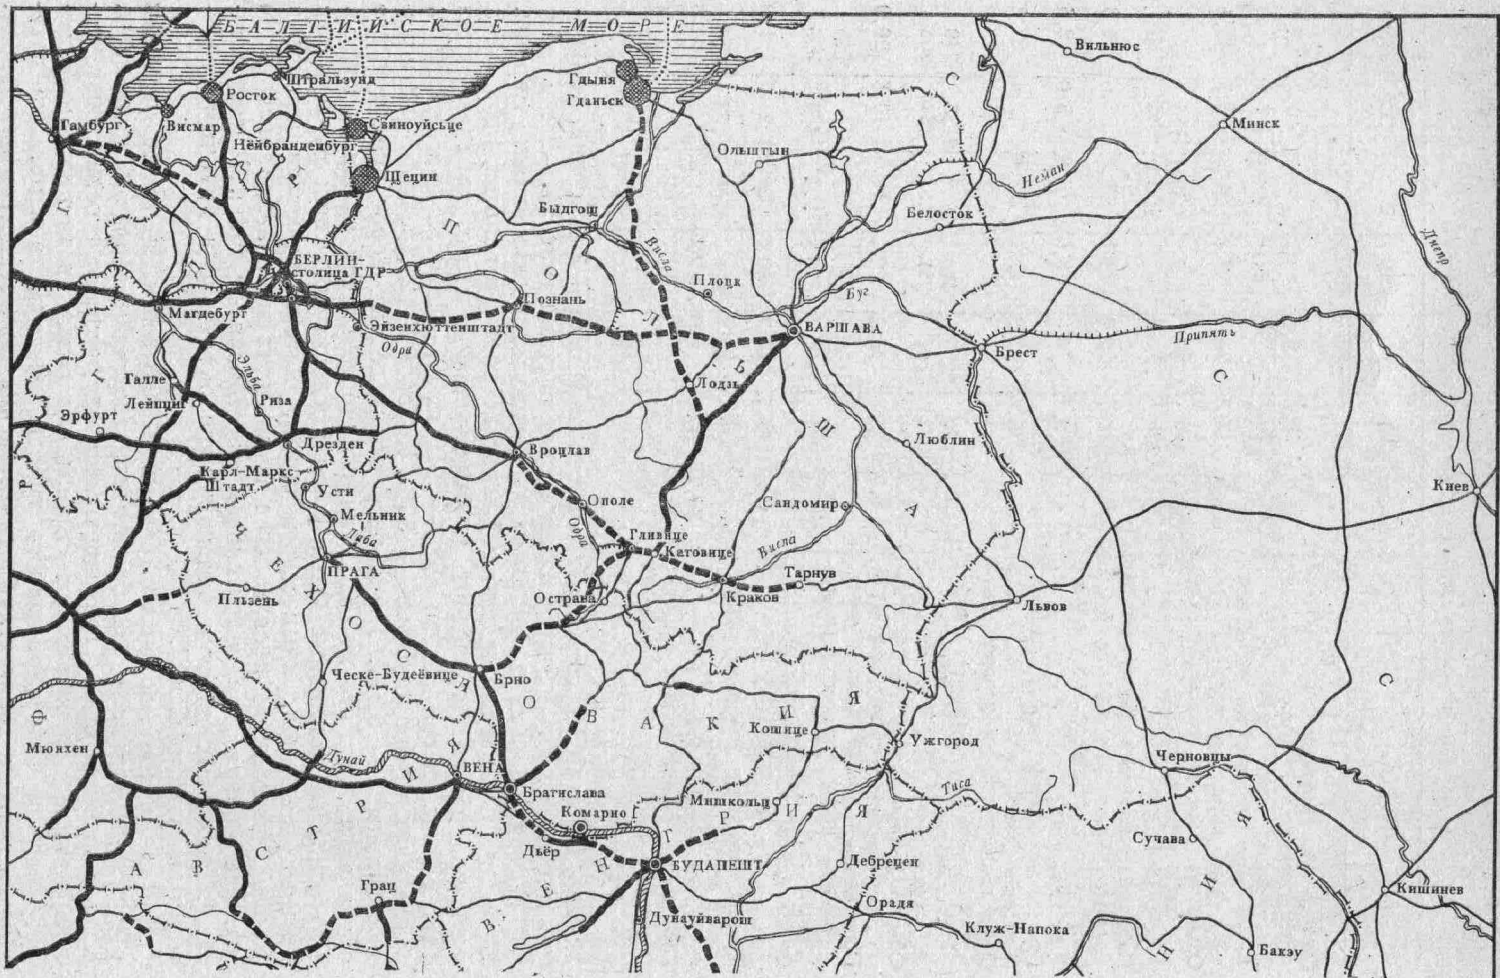 БАЛТИЙСКОЕ МОРЕ
Вильнюс
Штральзунд
Гдыня
Росток
Гданьск
С
Гамбург
Висмар
Свиноуйсьце
Минск
Нейбранденбург
Ольштын
Щецин
Неман
Р
Г
Быдгощ
Белосток
П
Висла
Днепр
БЕРЛИН—
столица ГДР
Д
О
Плоцк
Буг
Познань
Магдебург
Эйзенхюттенштадт
Л
ВАРШАВА
Припять
Одра
Брест
Ь
Галле
Эльба
Лодзь
С
Лейпциг
Риза
Эрфурт
Г
Ш
Дрезден
Люблин
Вроцлав
Карл-Маркс
Штадт
Р
Усти
Ополе
Сандомир
А
Киев
Мельник
Лаба
Одра
Ч
Гливице
Катовице
Висла
Е
ПРАГА
Тарнув
Х
Пльзень
Острава
Краков
Львов
О
С
Ческе-Будеёвице
Л
Брно
С
О
В
А
К
И
Я
Ф
Кошице
Мюнхен
Ужгород
Дунай
ВЕНА
Я
Черновцы
И
Братислава
Тиса
Мишкольц
Р
Комарно
Г
Р
И
Я
Т
Дьёр
Н
Сучава
Я
С
БУДАПЕШТ
Дебрецен
А
В
Е
И
Кишинев
Грац
В
Орадя
Дунауйварош
Клуж-Напока
Н
Бакэу